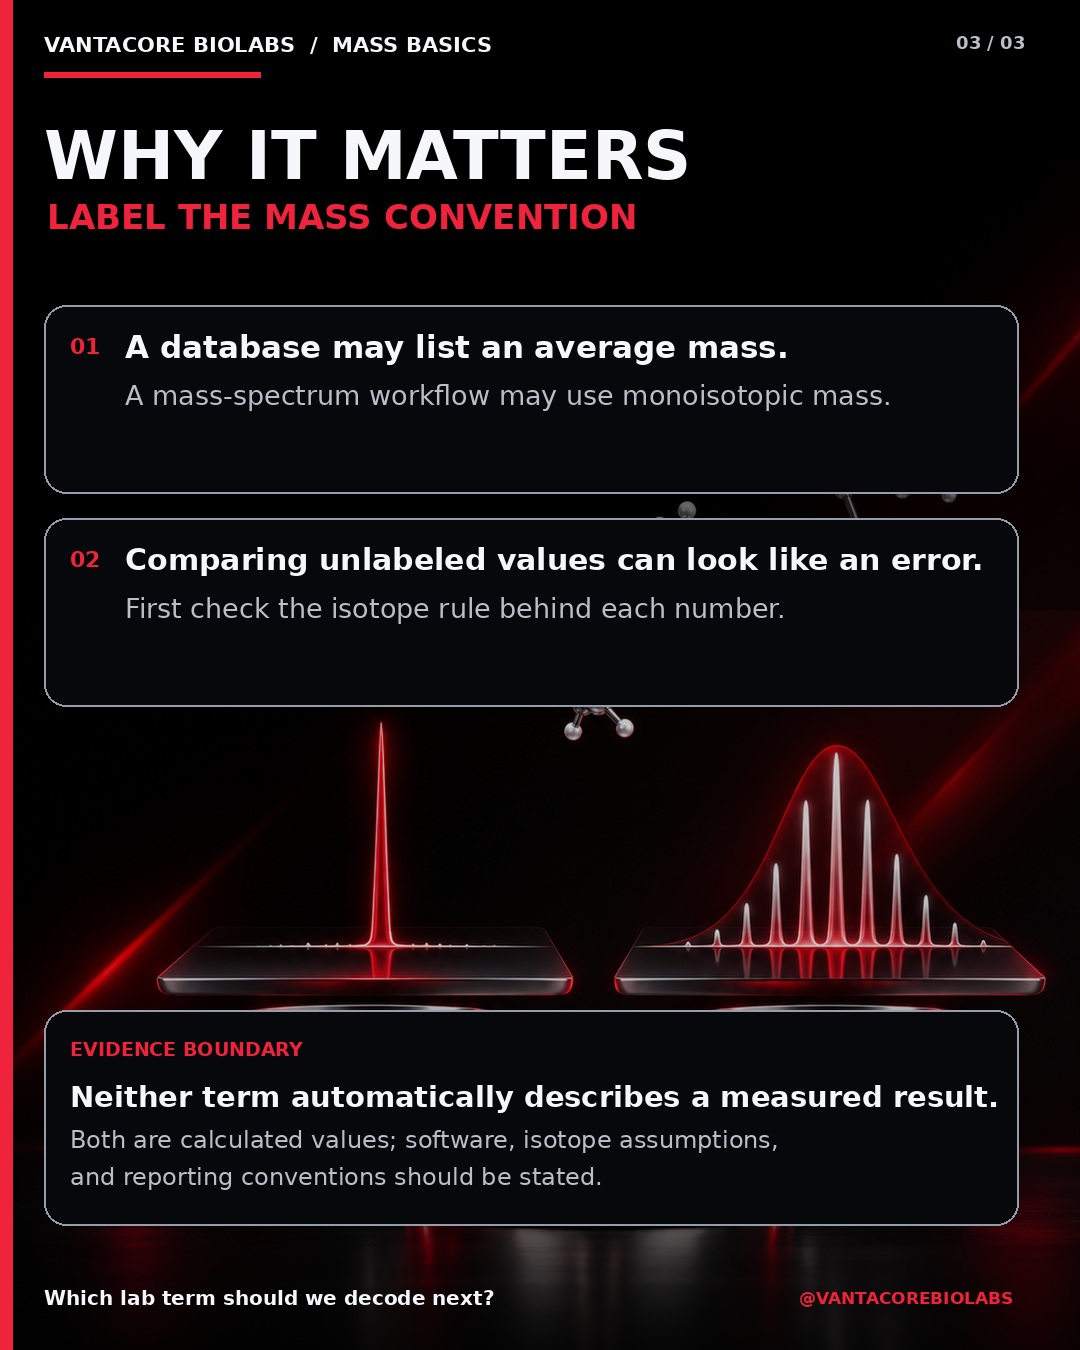 VANTACORE BIOLABS / MASS BASICS
03 / 03
WHY IT MATTERS
LABEL THE MASS CONVENTION
01 A database may list an average mass.
A mass-spectrum workflow may use monoisotopic mass.
02 Comparing unlabeled values can look like an error.
First check the isotope rule behind each number.
EVIDENCE BOUNDARY
Neither term automatically describes a measured result.
Both are calculated values; software, isotope assumptions,
and reporting conventions should be stated.
Which lab term should we decode next?
@VANTACOREBIOLABS